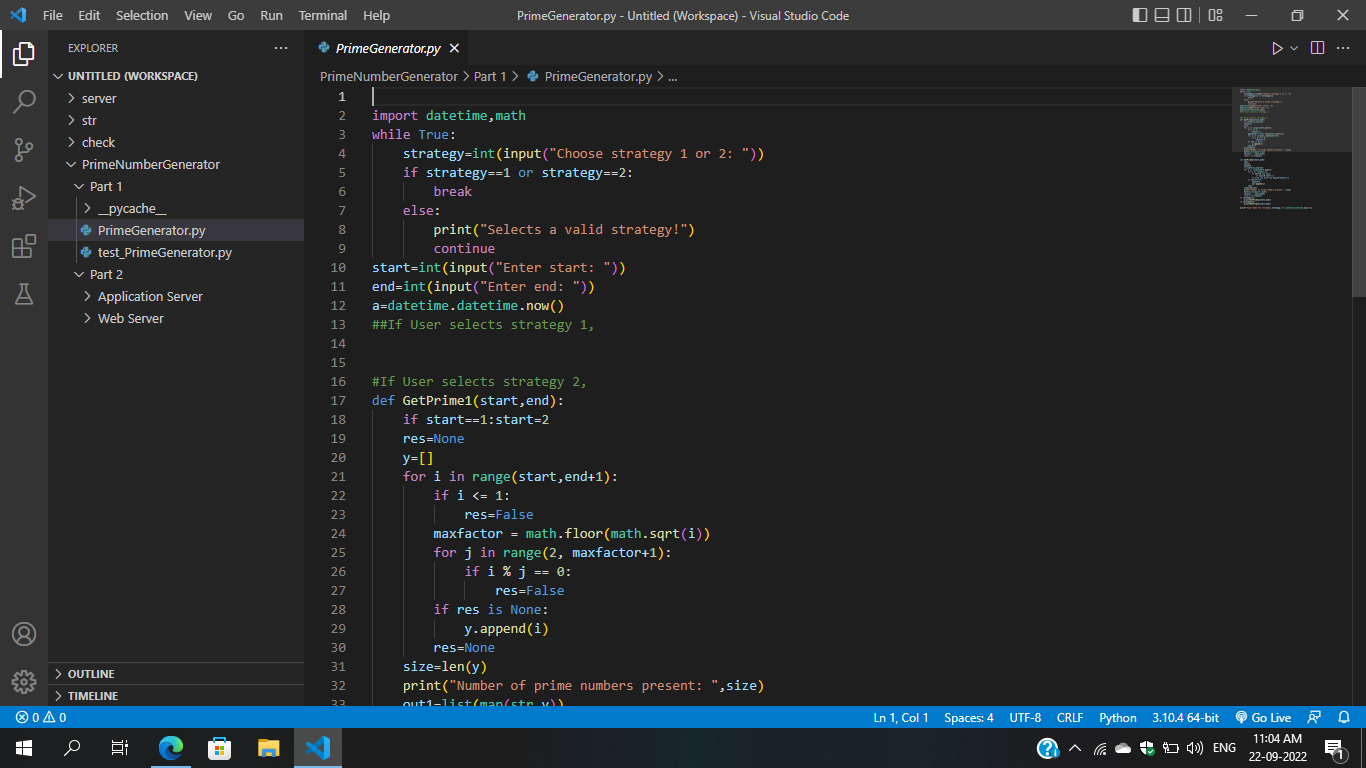 File Edit Selection View Go Run Terminal Help PrimeGenerator.py - Untitled (Workspace) - Visual Studio Code
EXPLORER
UNTITLED (WORKSPACE)
server
str
check
PrimeNumberGenerator
Part 1
__pycache__
PrimeGenerator.py
test_PrimeGenerator.py
Part 2
Application Server
Web Server
OUTLINE
TIMELINE
PrimeGenerator.py
PrimeNumberGenerator > Part 1 > PrimeGenerator.py > ...
1
2 import datetime,math
3 while True:
4     strategy=int(input("Choose strategy 1 or 2: "))
5     if strategy==1 or strategy==2:
6         break
7     else:
8         print("Selects a valid strategy!")
9         continue
10 start=int(input("Enter start: "))
11 end=int(input("Enter end: "))
12 a=datetime.datetime.now()
13 ##If User selects strategy 1,
14
15
16 #If User selects strategy 2,
17 def GetPrime1(start,end):
18     if start==1:start=2
19     res=None
20     y=[]
21     for i in range(start,end+1):
22         if i <= 1:
23             res=False
24         maxfactor = math.floor(math.sqrt(i))
25         for j in range(2, maxfactor+1):
26             if i % j == 0:
27                 res=False
28         if res is None:
29             y.append(i)
30         res=None
31     size=len(y)
32     print("Number of prime numbers present: ",size)
33     out1=list(map(str,y))
0 0 Ln 1, Col 1 Spaces: 4 UTF-8 CRLF Python 3.10.4 64-bit Go Live
ENG 11:04 AM
22-09-2022
1